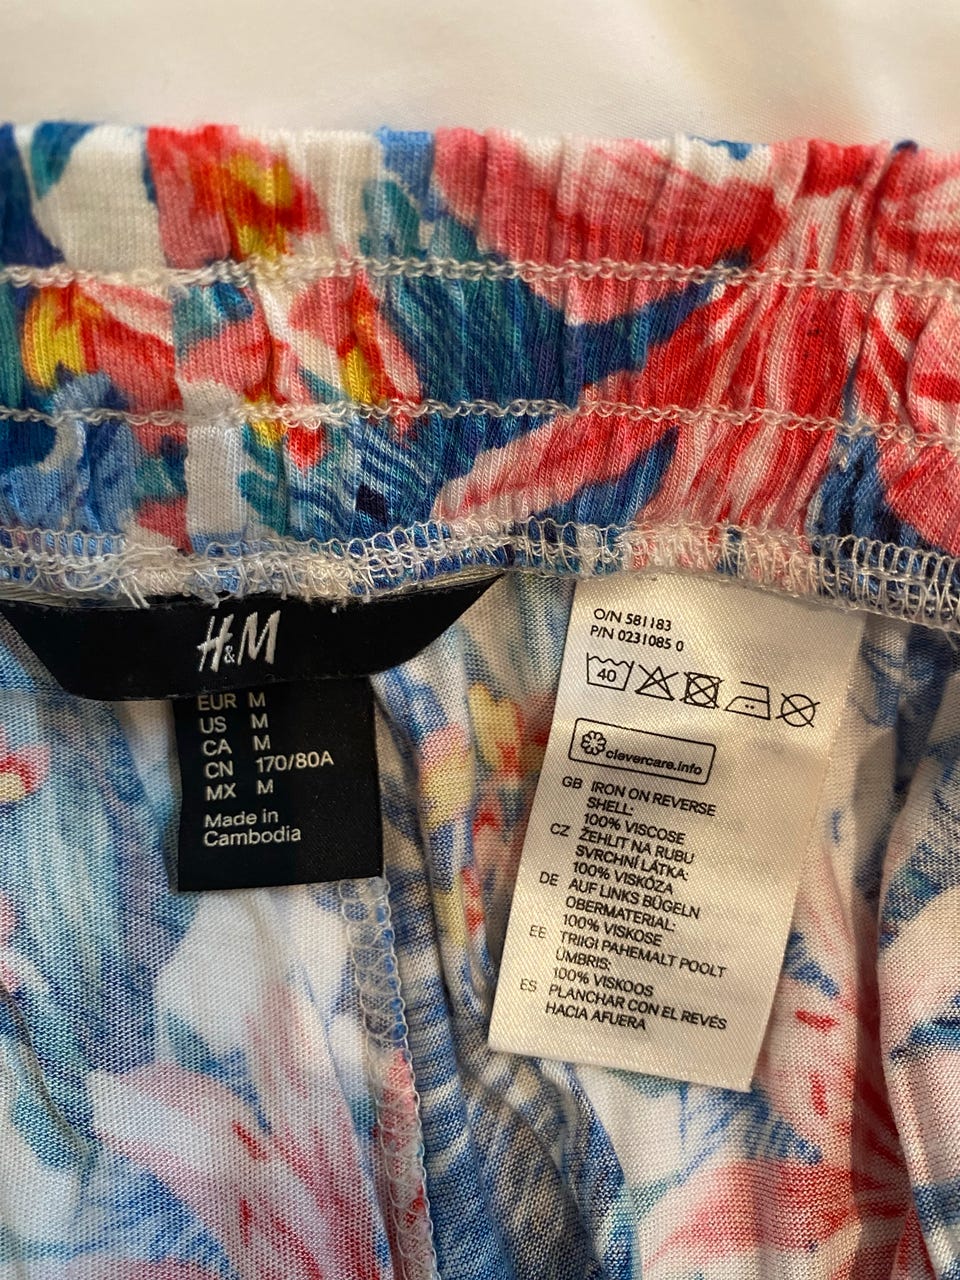 H&M
EUR M
US M
CA M
CN 170/80A
MX M
Made in
Cambodia
O/N 581183
P/N 0231085 0
40
clevercare.info
GB IRON ON REVERSE
SHELL:
100% VISCOSE
CZ ŽEHLIT NA RUBU
SVRCHNÍ LÁTKA:
100% VISKÓZA
DE AUF LINKS BÜGELN
OBERMATERIAL:
100% VISKOSE
EE TRIIGI PAHEMALT POOLT
ÜMBRIS:
100% VISKOOS
ES PLANCHAR CON EL REVÉS
HACIA AFUERA